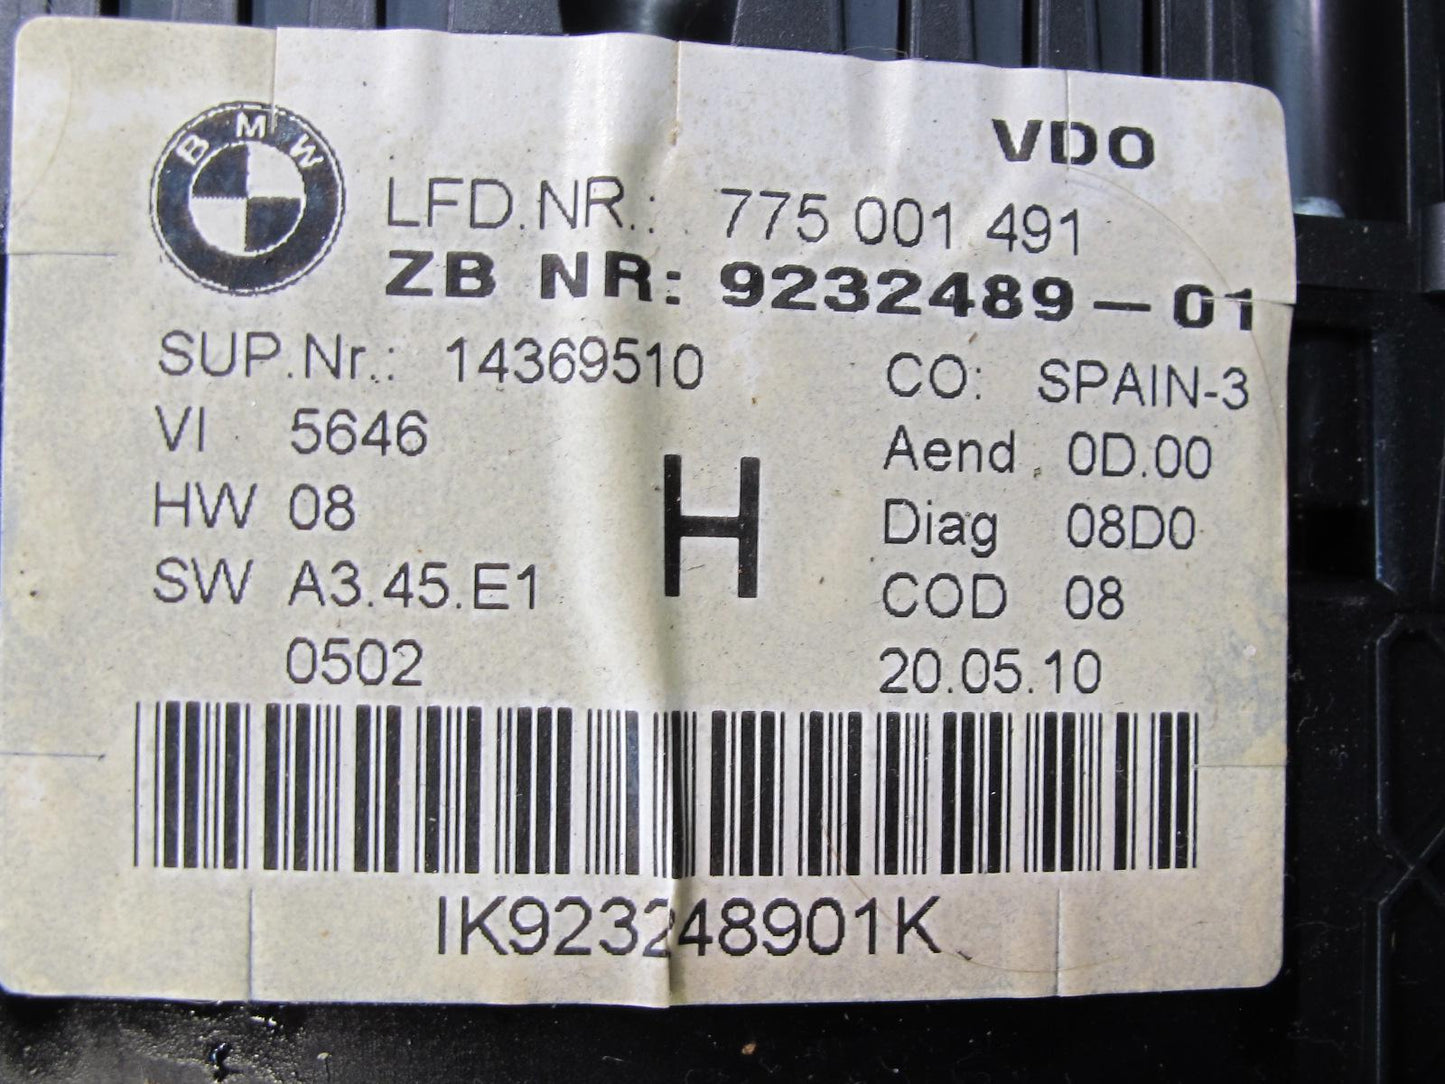 BMW
VDO
LFD.NR.: 775 001 491
ZB NR: 9232489-01
SUP.Nr.: 14369510 CO: SPAIN-3
VI 5646 Aend. 0D.00
HW 08 H Diag 08D0
SW A3.45.E1 COD 08
0502 20.05.10
IK923248901K